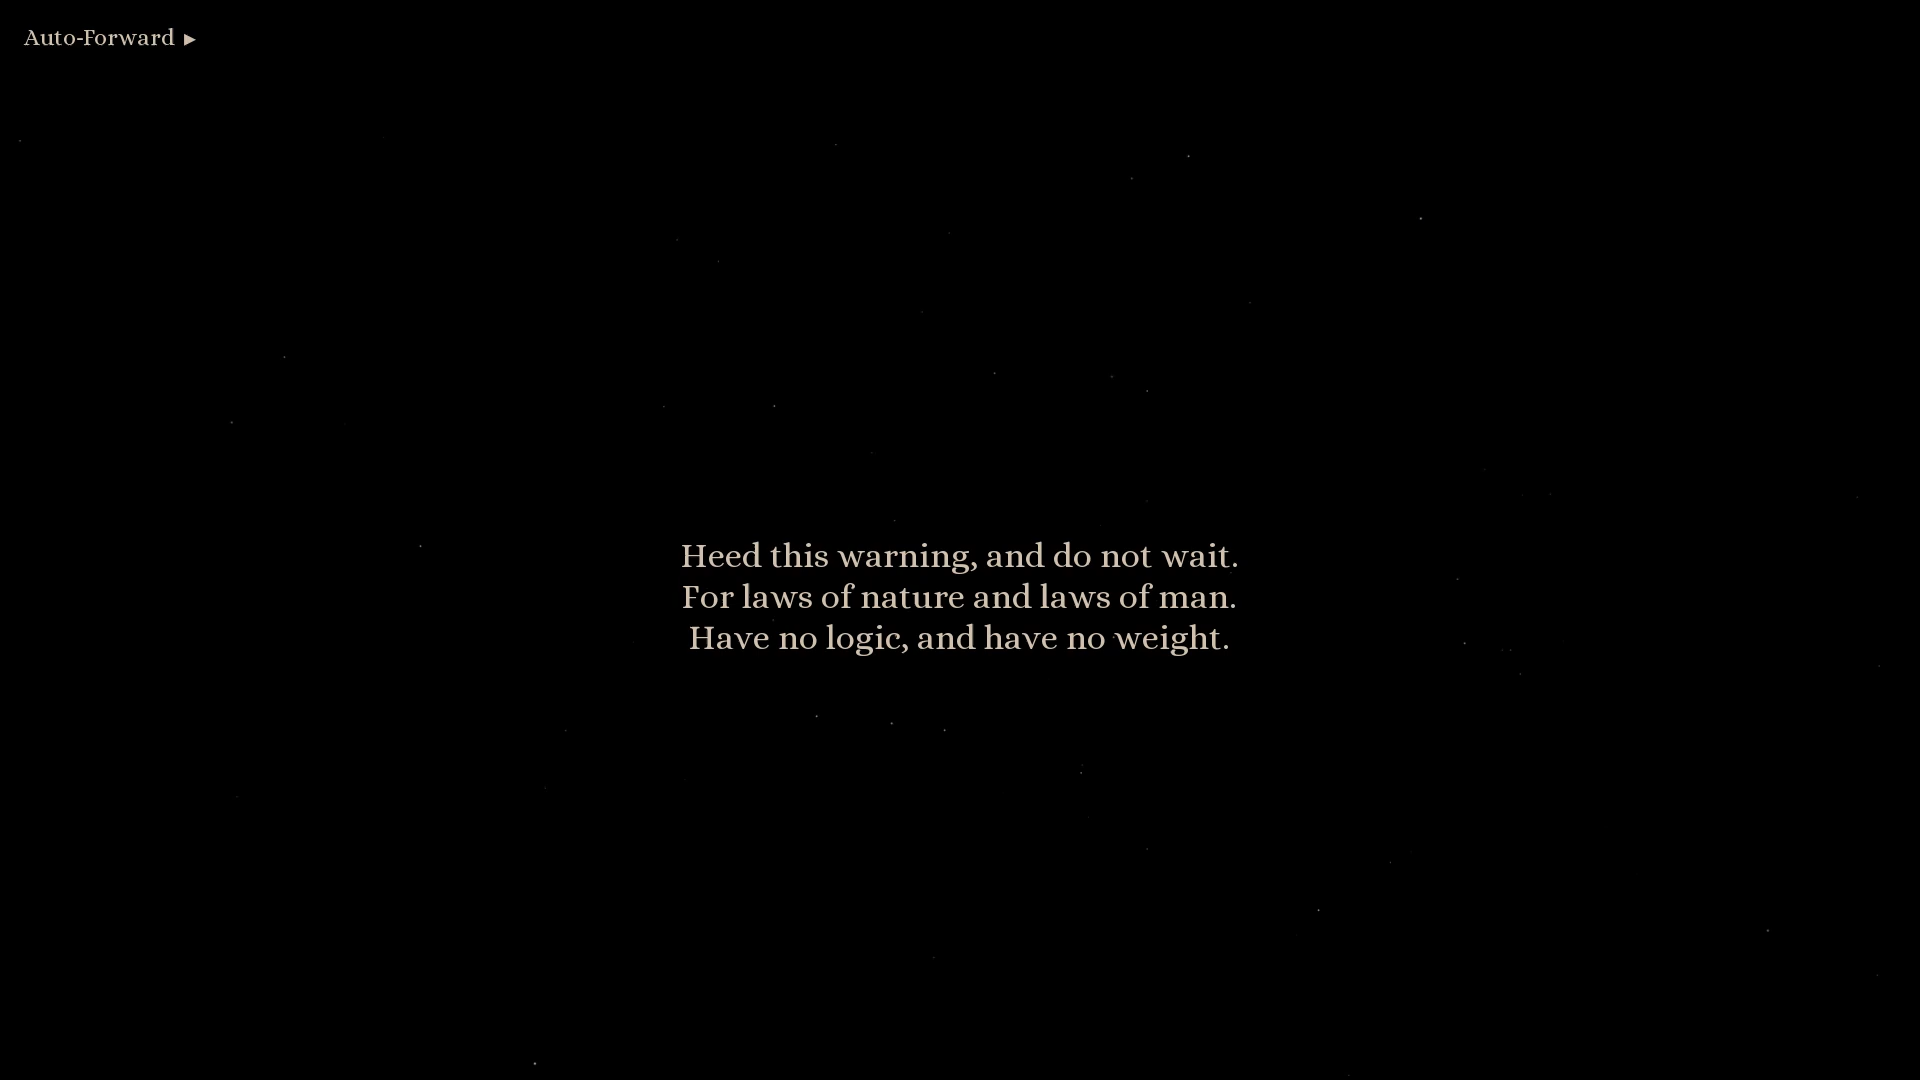 Auto-Forward ▶
Heed this warning, and do not wait.
For laws of nature and laws of man.
Have no logic, and have no weight.